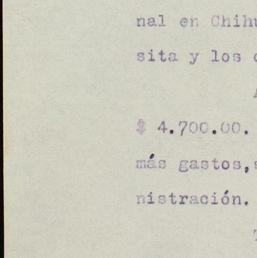 nal en Chihu
sita y los
$ 4.700.00.
más gastos,
nistración.